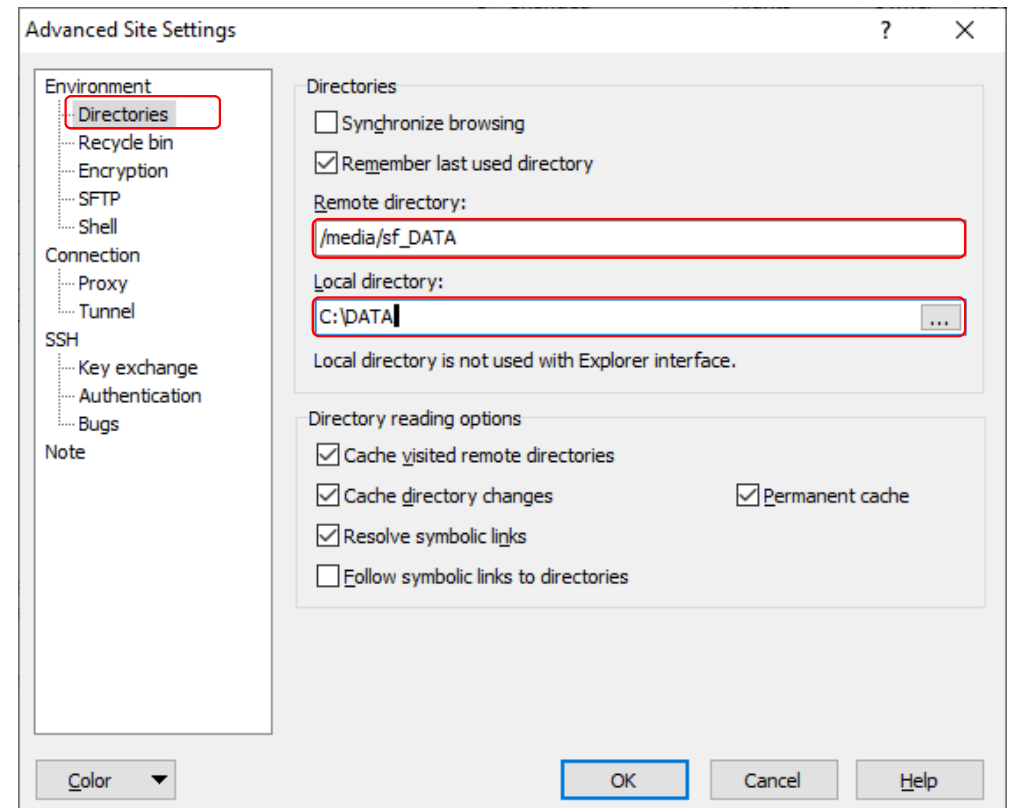 Advanced Site Settings
?
Environment
Directories
Recycle bin
Encryption
SFTP
Shell
Connection
Proxy
Tunnel
SSH
Key exchange
Authentication
Bugs
Note
Directories
Synchronize browsing
Remember last used directory
Remote directory:
/media/sf_DATA
Local directory:
C:\DATA
...
Local directory is not used with Explorer interface.
Directory reading options
Cache visited remote directories
Cache directory changes
Permanent cache
Resolve symbolic links
Follow symbolic links to directories
Color
OK
Cancel
Help